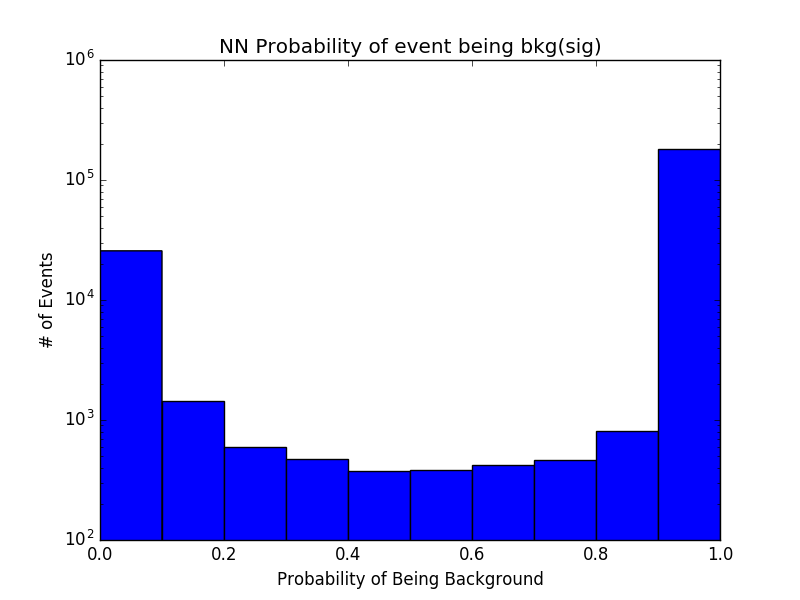 NN Probability of event being bkg(sig)
10^6
10^5
10^4
10^3
10^2
# of Events
0.0 0.2 0.4 0.6 0.8 1.0
Probability of Being Background